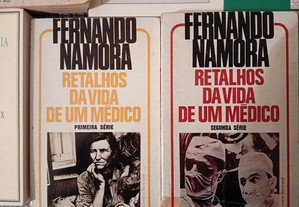 FERNANDO
NAMORA
RETALHOS
DA VIDA
DE UM MÉDICO
PRIMEIRA SÉRIE
FERNANDO
NAMORA
RETALHOS
DA VIDA
DE UM MÉDICO
SEGUNDA SÉRIE